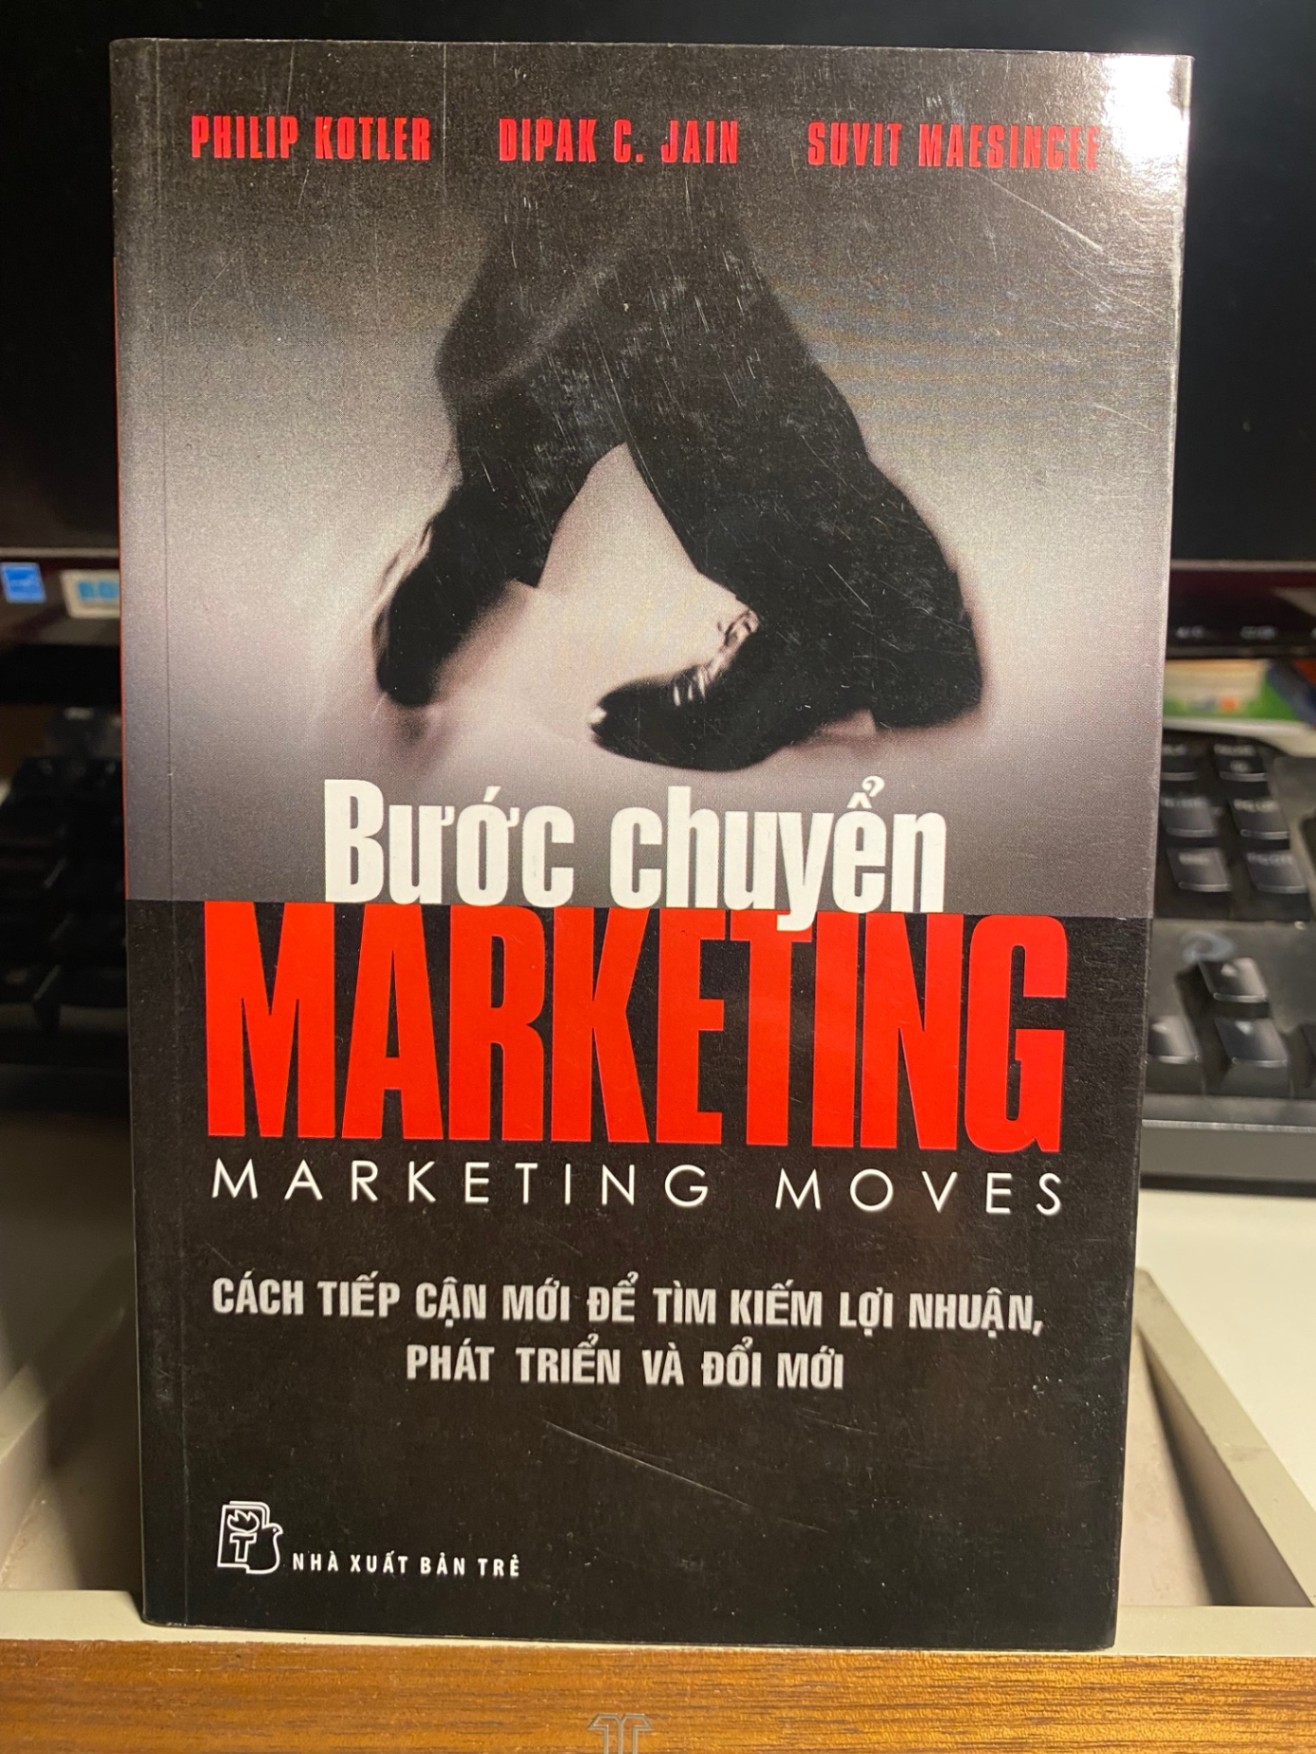 PHILIP KOTLER DIPAK C. JAIN SUVIT MAESINCEE
Bước chuyển
MARKETING
MARKETING MOVES
CÁCH TIẾP CẬN MỚI ĐỂ TÌM KIẾM LỢI NHUẬN,
PHÁT TRIỂN VÀ ĐỔI MỚI
NHÀ XUẤT BẢN TRẺ